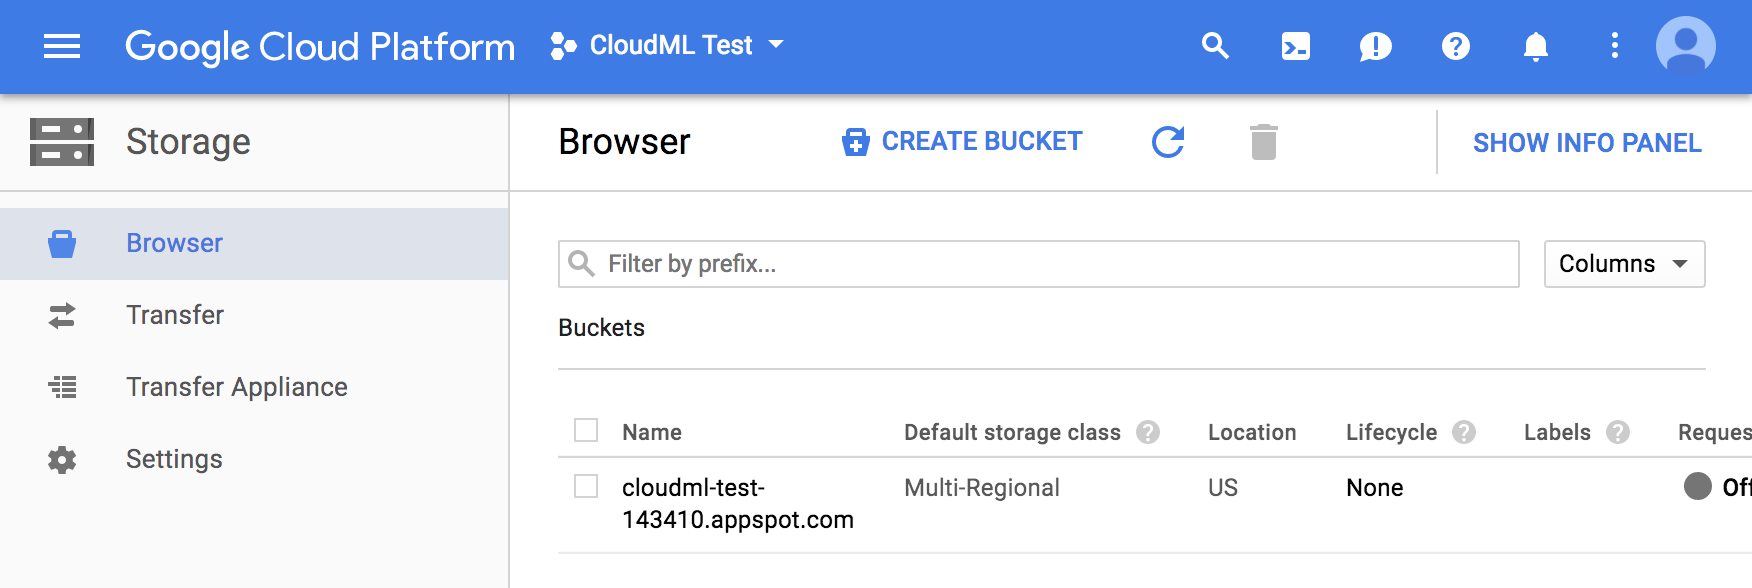 Google Cloud Platform CloudML Test
Storage
Browser CREATE BUCKET SHOW INFO PANEL
Browser
Transfer
Transfer Appliance
Settings
Filter by prefix... Columns
Buckets
Name Default storage class ? Location Lifecycle ? Labels ? Reques
cloudml-test- Multi-Regional US None Off
143410.appspot.com